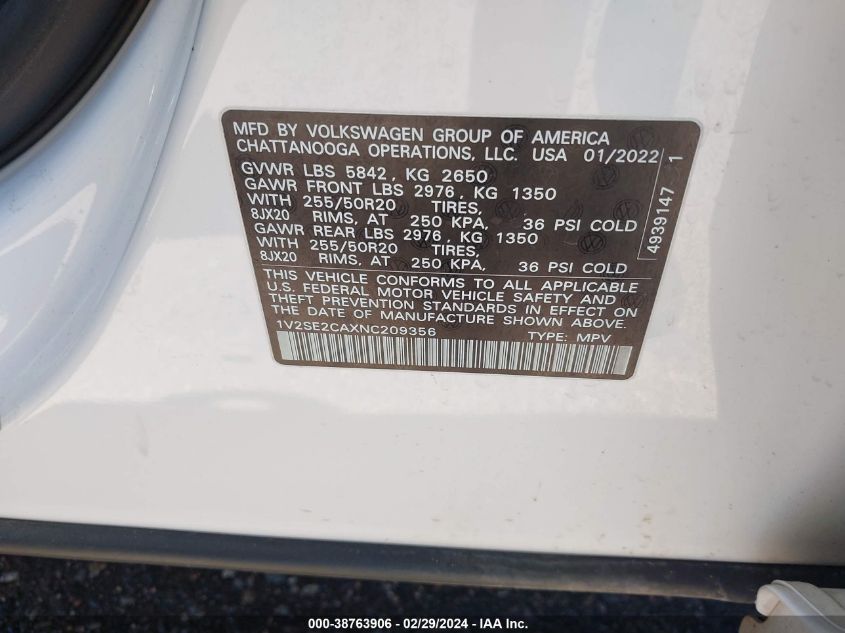 MFD BY VOLKSWAGEN GROUP OF AMERICA
CHATTANOOGA OPERATIONS, LLC. USA 01/2022
GVWR LBS 5842, KG 2650
GAWR FRONT LBS 2976, KG 1350
WITH 255/50R20 TIRES,
8JX20 RIMS, AT 250 KPA, 36 PSI COLD
GAWR REAR LBS 2976, KG 1350
WITH 255/50R20 TIRES,
8JX20 RIMS, AT 250 KPA, 36 PSI COLD
THIS VEHICLE CONFORMS TO ALL APPLICABLE
U.S. FEDERAL MOTOR VEHICLE SAFETY AND
THEFT PREVENTION STANDARDS IN EFFECT ON
THE DATE OF MANUFACTURE SHOWN ABOVE.
1V2SE2CAXNC209356 TYPE: MPV
4939147 1
000-38763906 - 02/29/2024 - IAA Inc.